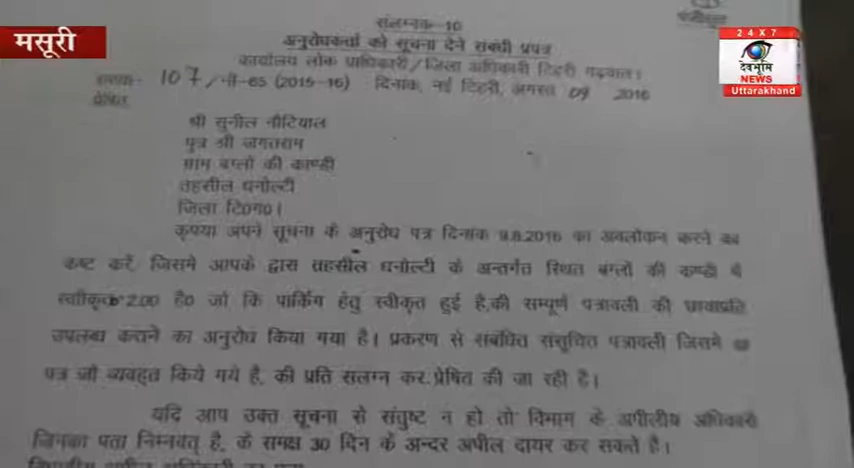 मसूरी
24X7
देवभूमि
NEWS
Uttarakhand
संलग्नक-10
अनुरोधकर्ता को सूचना देने संबंधी प्रपत्र
कार्यालय लोक प्राधिकारी/जिला अधिकारी टिहरी गढ़वाल।
संख्या- 107/नौ-65 (2015-16) दिनांक, नई टिहरी, अगस्त 09 2016
प्रेषित,
श्री सुनील नौटियाल
पुत्र श्री जगतराम
ग्राम बग्लों की काण्डी
तहसील धनोल्टी
जिला टि0ग0।
कृपया अपने सूचना के अनुरोध पत्र दिनांक 9.8.2016 का अवलोकन करने का
कष्ट करें, जिसमे आपके द्वारा तहसील धनोल्टी के अन्तर्गत स्थित बग्लों की काण्डी में
स्वीकृत 2.00 है0 जो कि पार्किंग हेतु स्वीकृत हुई है,की सम्पूर्ण पत्रावली की छायाप्रति
उपलब्ध कराने का अनुरोध किया गया है। प्रकरण से संबंधित संसूचित पत्रावली जिसमे
पत्र जो व्यवहृत किये गये है, की प्रति संलग्न कर प्रेषित की जा रही है।
यदि आप उक्त सूचना से संतुष्ट न हो तो विभाग के अपीलीय अधिकारी
जिनका पता निम्नवत् है, के समक्ष 30 दिन के अन्दर अपील दायर कर सकते है।